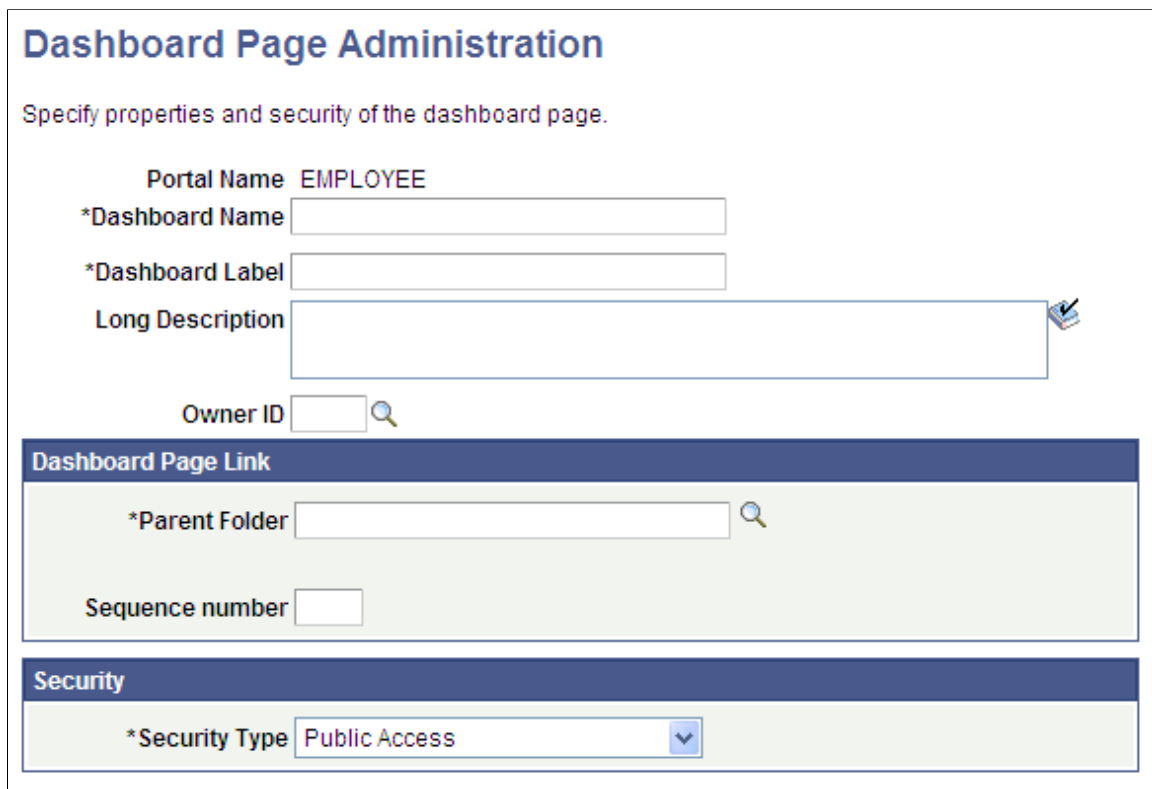 Dashboard Page Administration
Specify properties and security of the dashboard page.
Portal Name EMPLOYEE
*Dashboard Name
*Dashboard Label
Long Description
Owner ID
Dashboard Page Link
*Parent Folder
Sequence number
Security
*Security Type Public Access